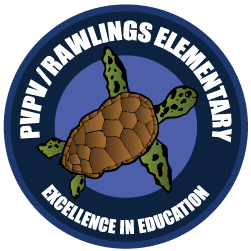 PVPV/RAWLINGS ELEMENTARY
EXCELLENCE IN EDUCATION